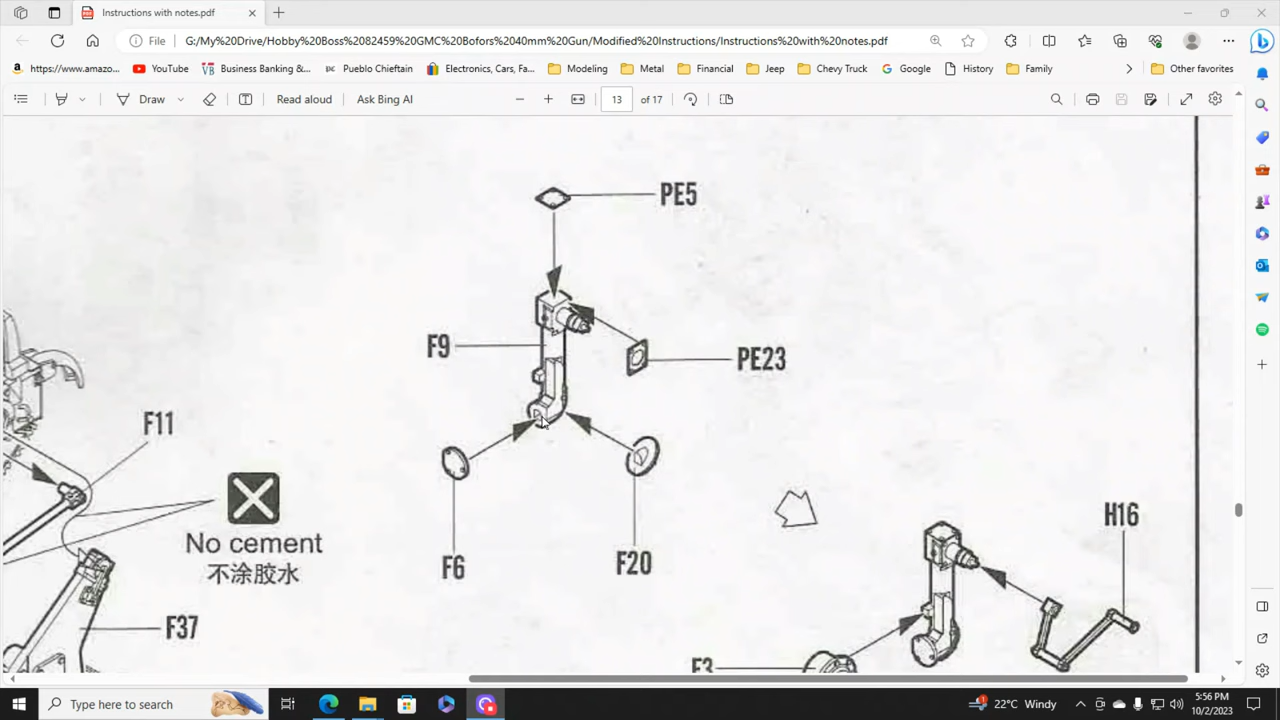 Instructions with notes.pdf
File
G:/My%20Drive/Hobby%20Boss%2082459%20GMC%20Bofors%2040mm%20Gun/Modified%20Instructions/Instructions%20with%20notes.pdf
https://www.amazo...
YouTube
Business Banking &...
Pueblo Chieftain
Electronics, Cars, Fa...
Modeling
Metal
Financial
Jeep
Chevy Truck
Google
History
Family
Other favorites
Draw
Read aloud
Ask Bing AI
13
of 17
PE5
F9
PE23
F11
No cement
不涂胶水
F6
F20
H16
F37
F3
Type here to search
22°C Windy
5:56 PM
10/2/2023